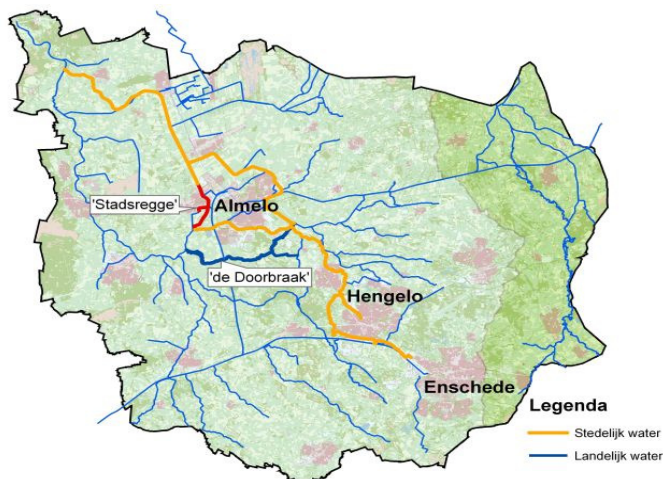 'Stadsregge'
Almelo
'de Doorbraak'
Hengelo
Enschede
Legenda
Stedelijk water
Landelijk water